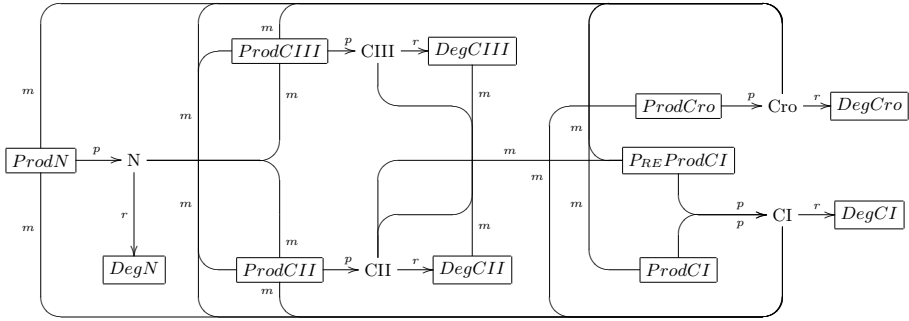 m
ProdCIII
p
CIII
r
DegCIII
m
m
m
m
m
ProdCro
p
Cro
r
DegCro
m
ProdN
p
N
m
P_RE ProdCI
m
m
r
m
m
m
p
p
CI
r
DegCI
m
DegN
ProdCII
p
CII
r
DegCII
ProdCI
m